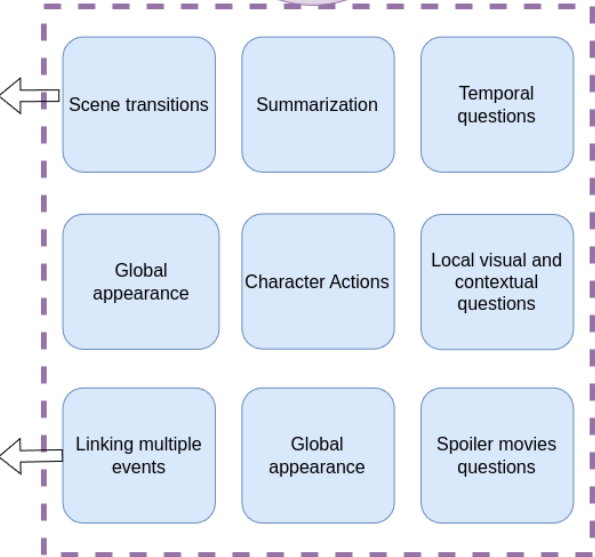 Scene transitions
Summarization
Temporal
questions
Global
appearance
Character Actions
Local visual and
contextual
questions
Linking multiple
events
Global
appearance
Spoiler movies
questions